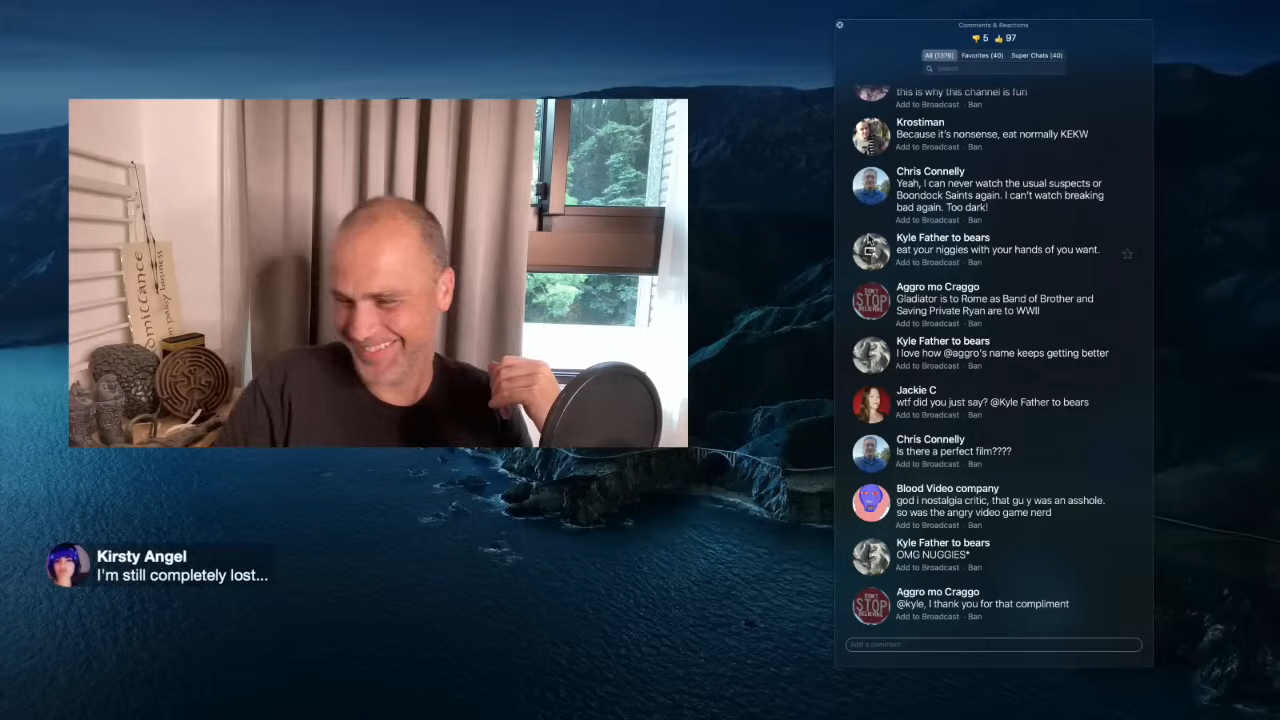 Comments & Reactions
👎 5 👍 97
All (1376) Favorites (40) Super Chats (40)
Search
this is why this channel is fun
Add to Broadcast · Ban
Krostiman
Because it's nonsense, eat normally KEKW
Add to Broadcast · Ban
Chris Connelly
Yeah, I can never watch the usual suspects or
Boondock Saints again. I can't watch breaking
bad again. Too dark!
Add to Broadcast · Ban
Kyle Father to bears
eat your niggies with your hands of you want.
Add to Broadcast · Ban
Aggro mo Craggo
Gladiator is to Rome as Band of Brother and
Saving Private Ryan are to WWII
Add to Broadcast · Ban
Kyle Father to bears
I love how @aggro's name keeps getting better
Add to Broadcast · Ban
Jackie C
wtf did you just say? @Kyle Father to bears
Add to Broadcast · Ban
Chris Connelly
Is there a perfect film????
Add to Broadcast · Ban
Blood Video company
god i nostalgia critic, that gu y was an asshole.
so was the angry video game nerd
Add to Broadcast · Ban
Kyle Father to bears
OMG NUGGIES*
Add to Broadcast · Ban
Aggro mo Craggo
@kyle, I thank you for that compliment
Add to Broadcast · Ban
Add a comment
DON'T
STOP
BELIEVING
DON'T
STOP
BELIEVING
Kirsty Angel
I'm still completely lost...